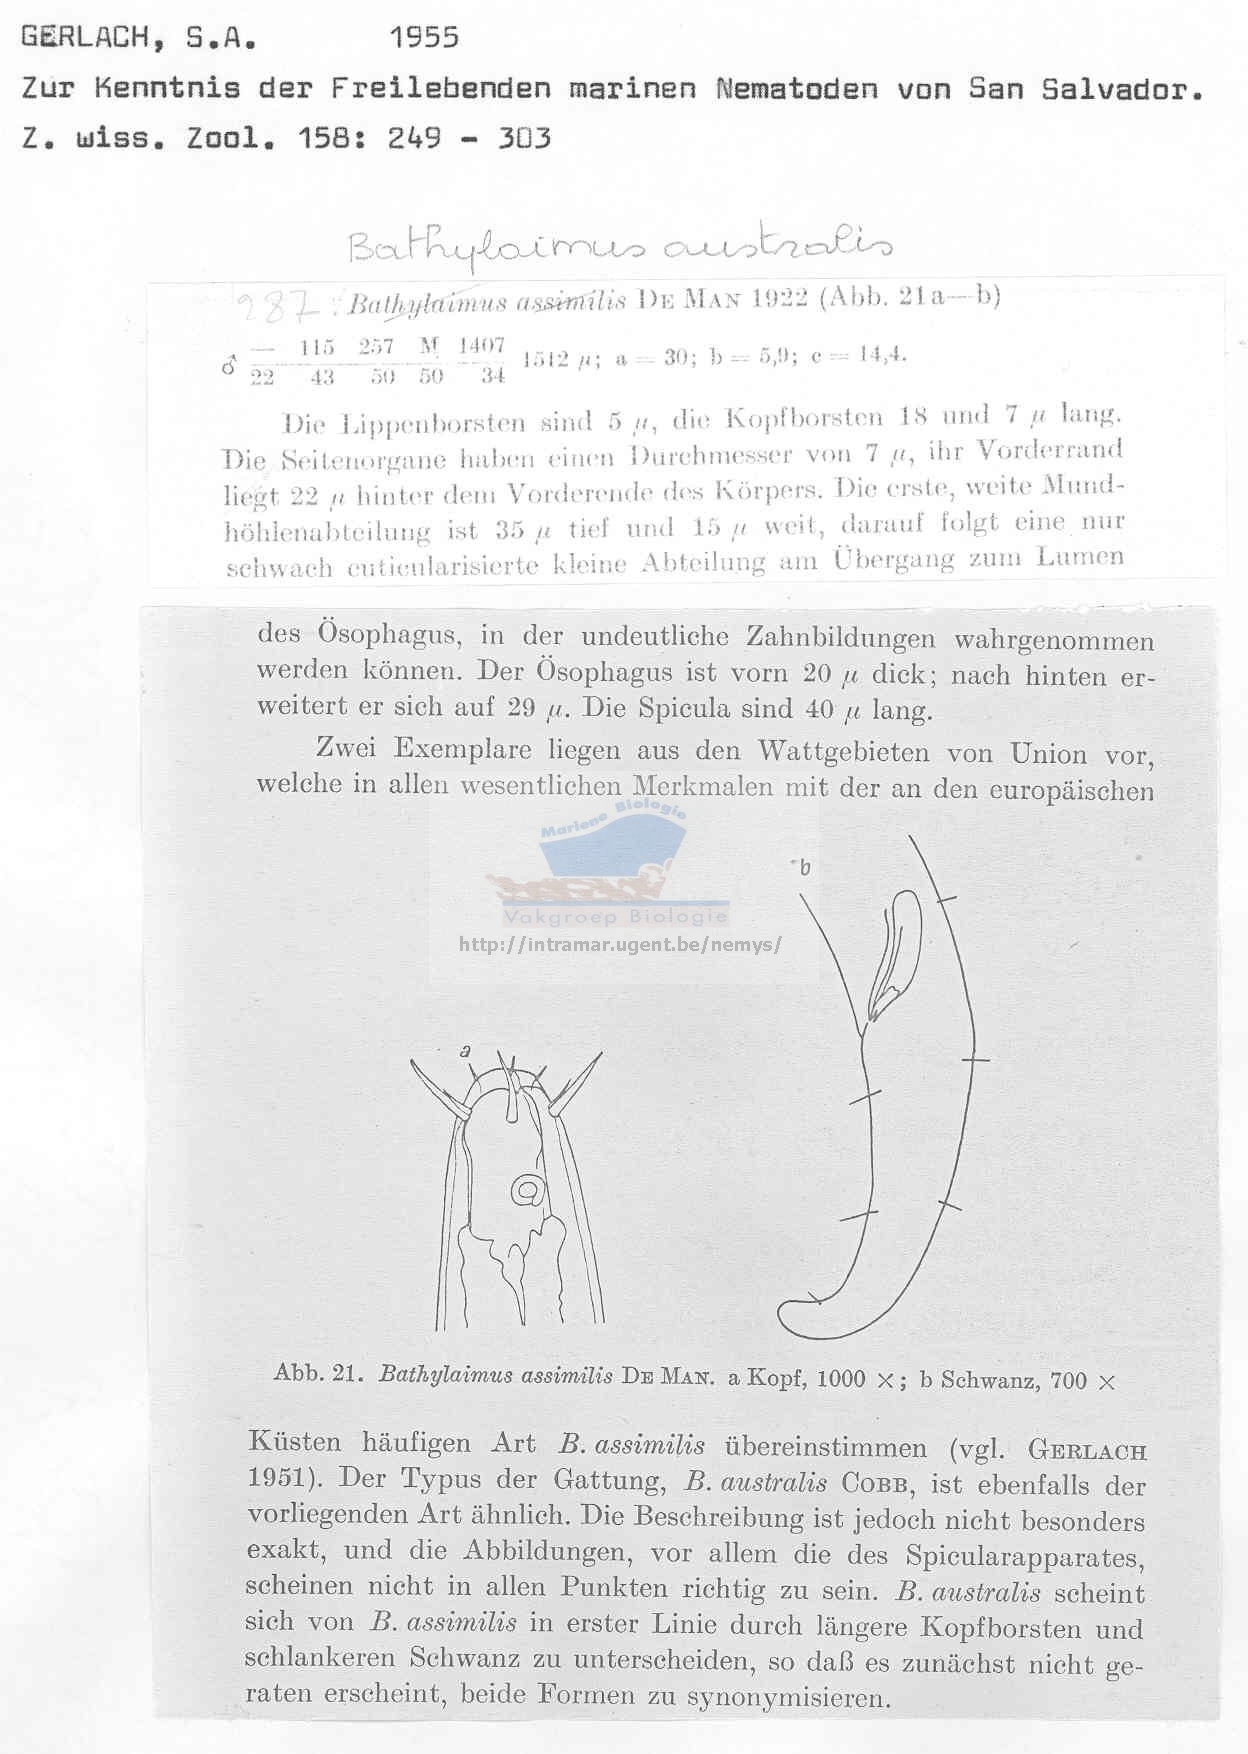 GERLACH, S.A. 1955
Zur Kenntnis der Freilebenden marinen Nematoden von San Salvador.
Z. wiss. Zool. 158: 249 - 303
Bathylaimus australis
287. Bathylaimus assimilis DE MAN 1922 (Abb. 21a—b)
— 115 257 M 1407
♂ 1512 µ; a = 30; b = 5,9; c = 14,4.
22 43 50 50 34
Die Lippenborsten sind 5 µ, die Kopfborsten 18 und 7 µ lang.
Die Seitenorgane haben einen Durchmesser von 7 µ, ihr Vorderrand
liegt 22 µ hinter dem Vorderende des Körpers. Die erste, weite Mund-
höhlenabteilung ist 35 µ tief und 15 µ weit, darauf folgt eine nur
schwach cuticularisierte kleine Abteilung am Übergang zum Lumen
des Ösophagus, in der undeutliche Zahnbildungen wahrgenommen
werden können. Der Ösophagus ist vorn 20 µ dick; nach hinten er-
weitert er sich auf 29 µ. Die Spicula sind 40 µ lang.
Zwei Exemplare liegen aus den Wattgebieten von Union vor,
welche in allen wesentlichen Merkmalen mit der an den europäischen
Mariene Biologie
Vakgroep Biologie
http://intramar.ugent.be/nemys/
b
a
Abb. 21. Bathylaimus assimilis DE MAN. a Kopf, 1000 ×; b Schwanz, 700 ×
Küsten häufigen Art B. assimilis übereinstimmen (vgl. GERLACH
1951). Der Typus der Gattung, B. australis COBB, ist ebenfalls der
vorliegenden Art ähnlich. Die Beschreibung ist jedoch nicht besonders
exakt, und die Abbildungen, vor allem die des Spicularapparates,
scheinen nicht in allen Punkten richtig zu sein. B. australis scheint
sich von B. assimilis in erster Linie durch längere Kopfborsten und
schlankeren Schwanz zu unterscheiden, so daß es zunächst nicht ge-
raten erscheint, beide Formen zu synonymisieren.